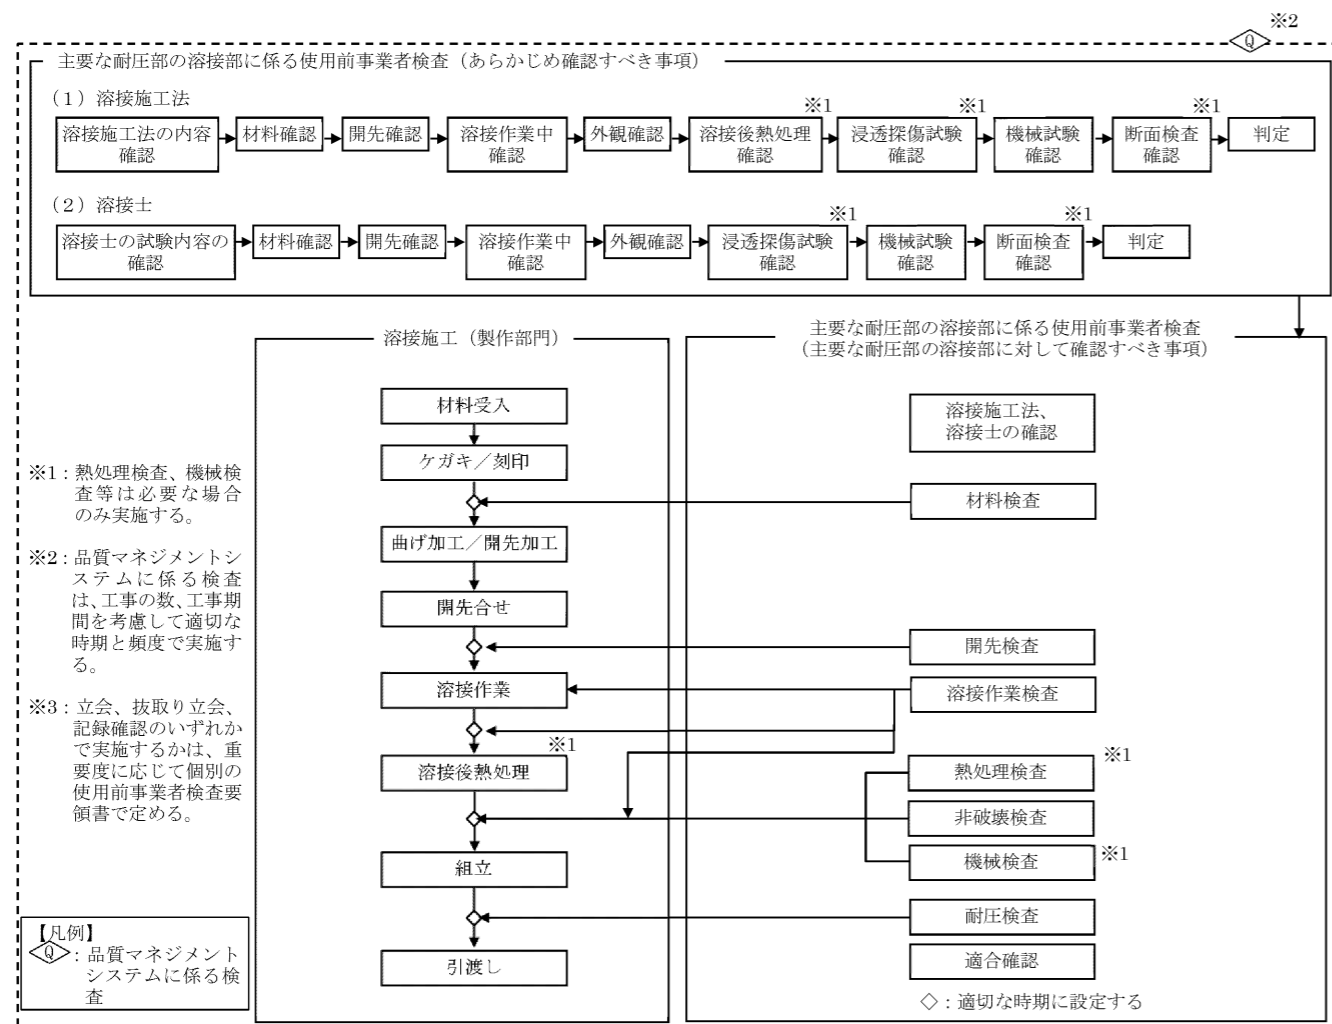 ※2
Q
主要な耐圧部の溶接部に係る使用前事業者検査（あらかじめ確認すべき事項）
（１）溶接施工法
※1
※1
※1
溶接施工法の内容
確認
材料確認
開先確認
溶接作業中
確認
外観確認
溶接後熱処理
確認
浸透探傷試験
確認
機械試験
確認
断面検査
確認
判定
（２）溶接士
※1
※1
溶接士の試験内容の
確認
材料確認
開先確認
溶接作業中
確認
外観確認
浸透探傷試験
確認
機械試験
確認
断面検査
確認
判定
溶接施工（製作部門）
材料受入
ケガキ／刻印
曲げ加工／開先加工
開先合せ
溶接作業
※1
溶接後熱処理
組立
引渡し
主要な耐圧部の溶接部に係る使用前事業者検査
（主要な耐圧部の溶接部に対して確認すべき事項）
溶接施工法、
溶接士の確認
材料検査
開先検査
溶接作業検査
熱処理検査
※1
非破壊検査
機械検査
※1
耐圧検査
適合確認
◇：適切な時期に設定する
※1：熱処理検査、機械検
査等は必要な場合
のみ実施する。
※2：品質マネジメントシ
ステムに係る検査
は、工事の数、工事期
間を考慮して適切な
時期と頻度で実施す
る。
※3：立会、抜取り立会、
記録確認のいずれか
で実施するかは、重
要度に応じて個別の
使用前事業者検査要
領書で定める。
【凡例】
Q：品質マネジメント
システムに係る検
査